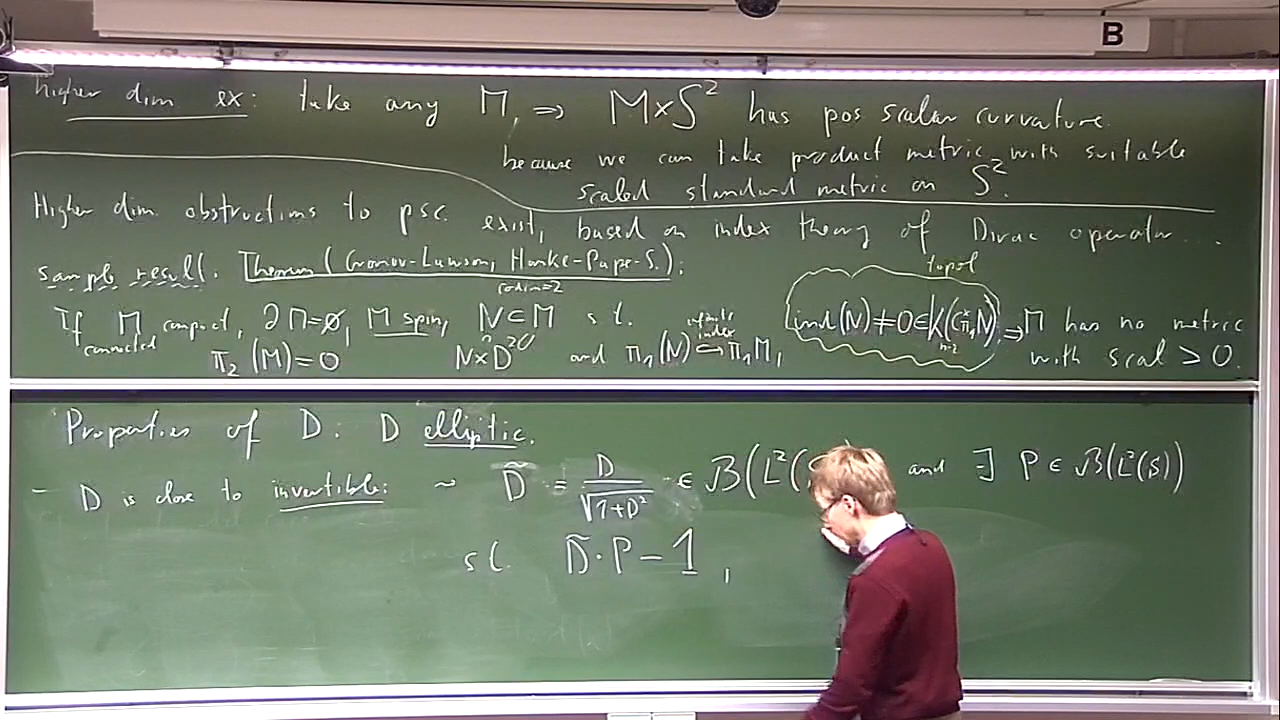 B
higher dim ex: take any M, ⇒ M×S² has pos scalar curvature.
because we can take product metric with suitable
scaled standard metric on S².
Higher dim. obstructions to psc exist, based on index theory of Dirac operator...
sample result. Theorem (Gromov-Lawson, Hanke-Pape-S.):
codim=2
topol
If M compact, ∂M=∅, M spin, N⊂M s.t. ind(N)≠0∈K(C*π₁N) ⇒ M has no metric
connected
π₂(M)=0 N×D² and π₁(N)↪π₁M, with scal > 0.
Properties of D. D elliptic.
- D is close to invertible: ~ D̃ = D/√(1+D²) ∈ B(L²( and ∃ P ∈ B(L²(S))
s.t. D̃·P−1,